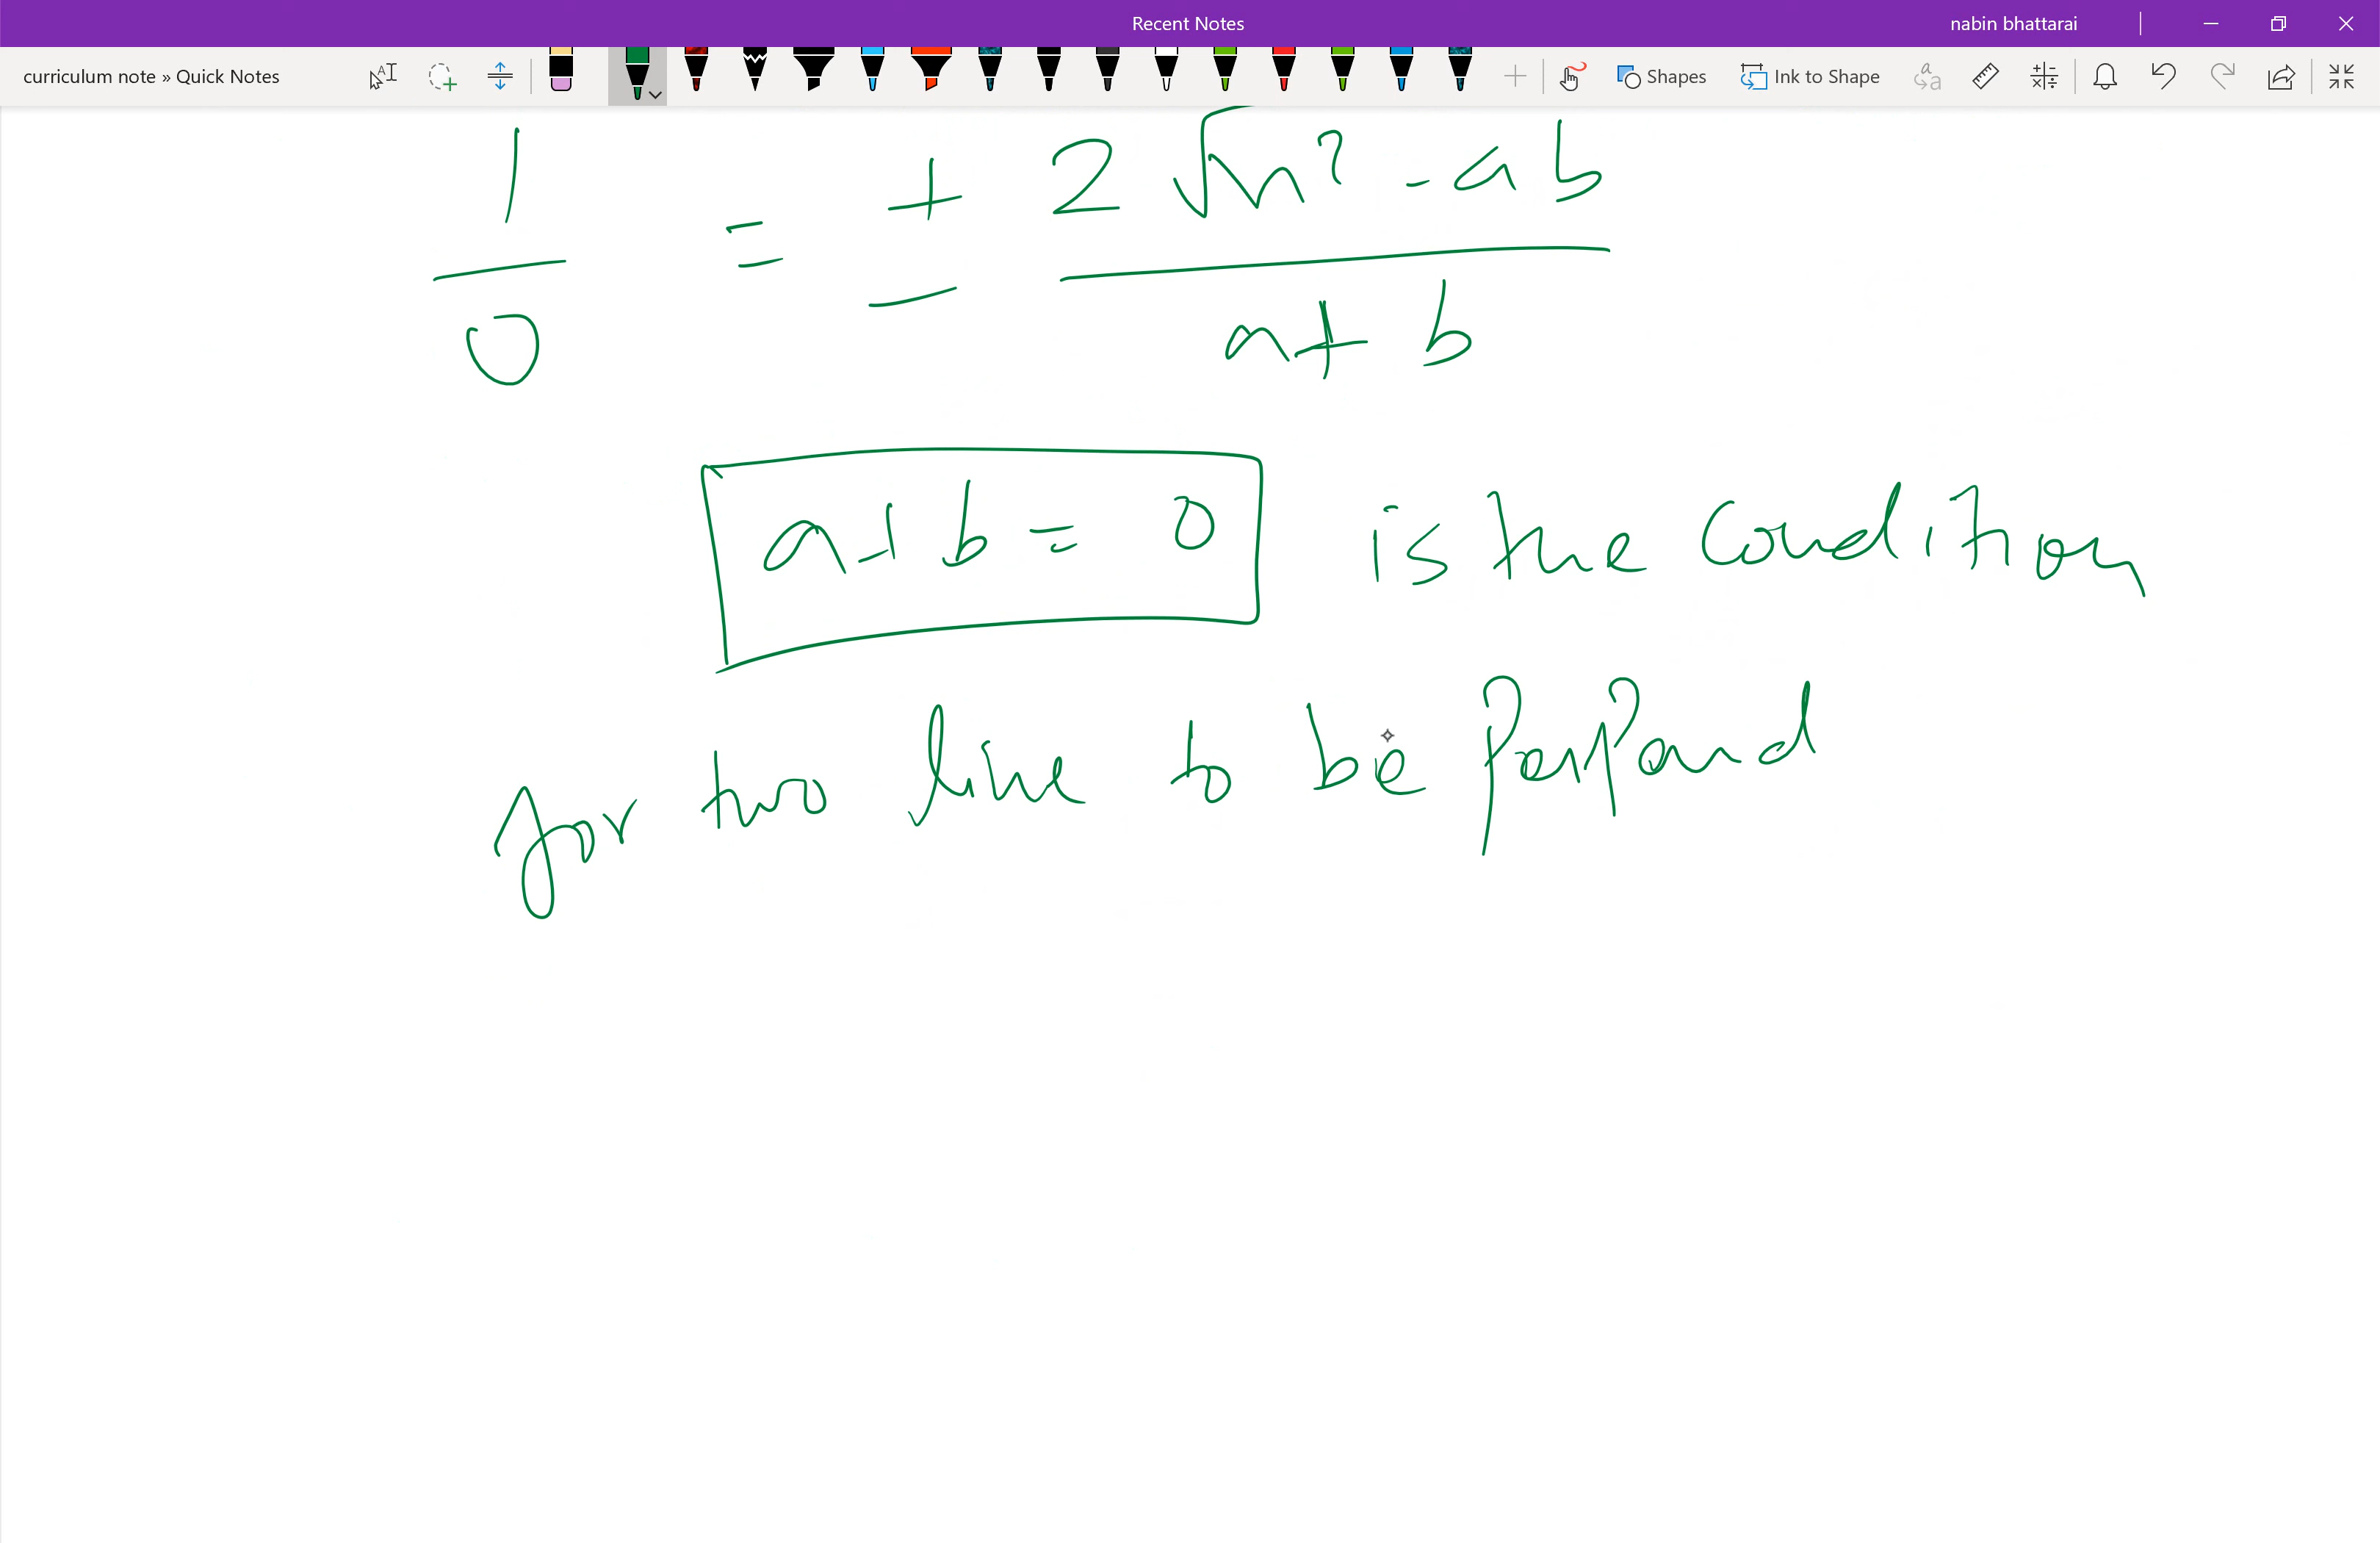 Recent Notes nabin bhattarai
curriculum note » Quick Notes Shapes Ink to Shape
1/0 = ± 2√h² - ab / a+b
a+b = 0 is the condition
for two line to be Perpand